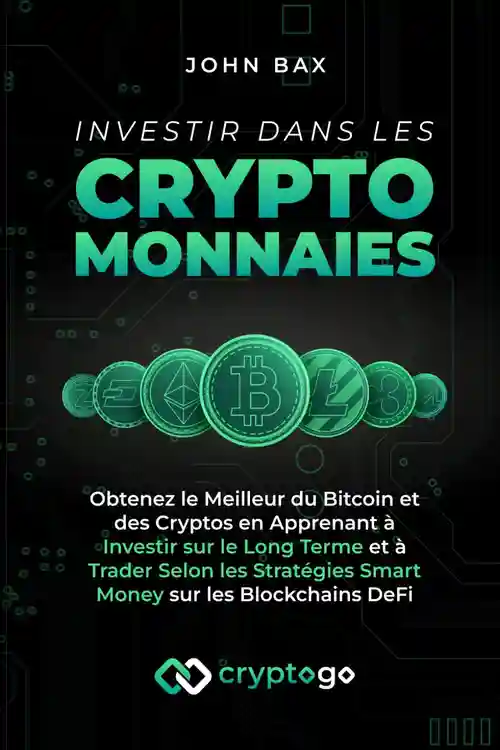 JOHN BAX
INVESTIR DANS LES
CRYPTO
MONNAIES
Obtenez le Meilleur du Bitcoin et
des Cryptos en Apprenant à
Investir sur le Long Terme et à
Trader Selon les Stratégies Smart
Money sur les Blockchains DeFi
cryptogo